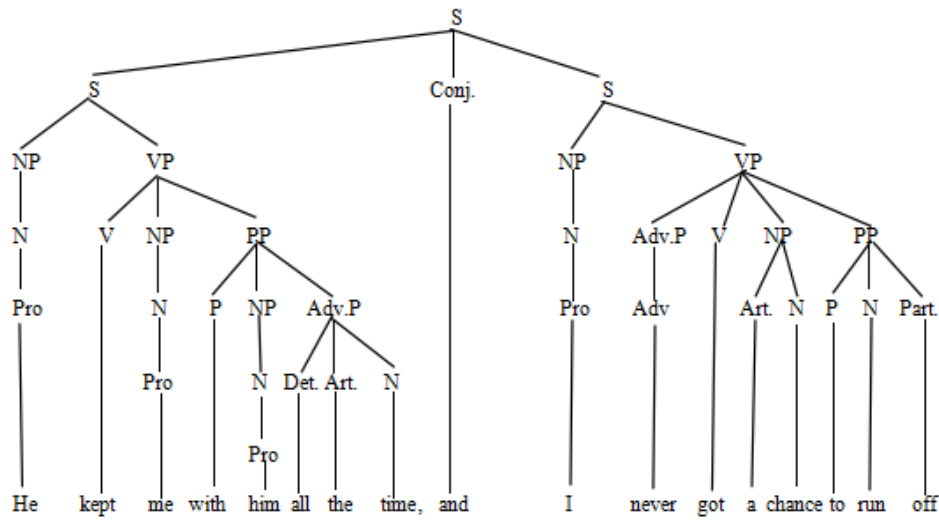 S
S Conj. S
NP VP NP VP
N V NP PP N Adv.P V NP PP
Pro N P NP Adv.P Pro Adv Art. N P N Part.
Pro N Det. Art. N
Pro
He kept me with him all the time, and I never got a chance to run off